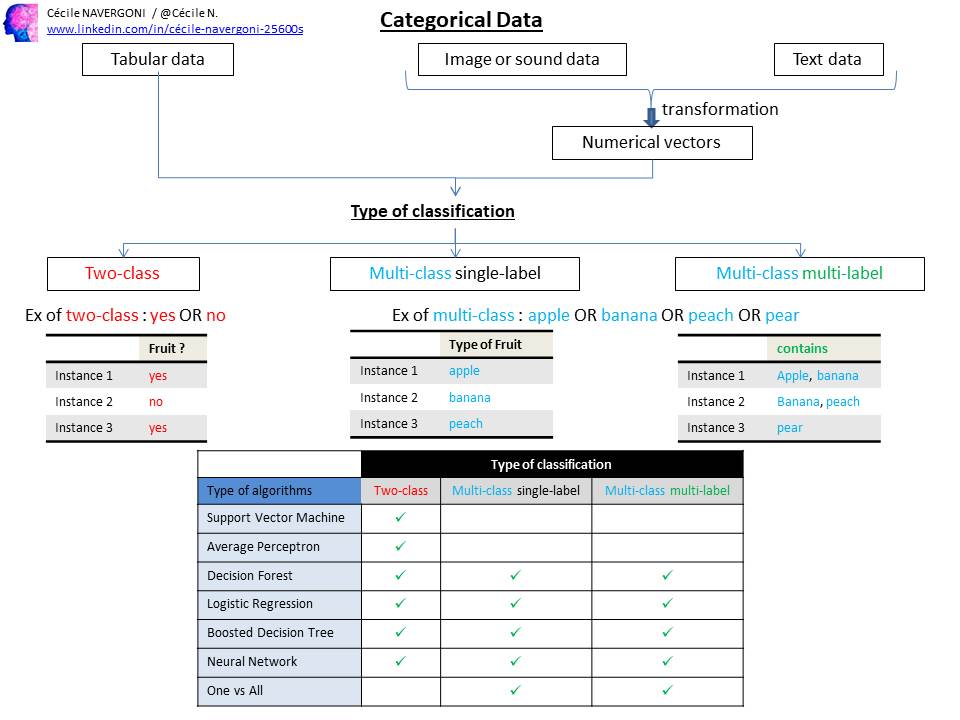 Cécile NAVERGONI / @Cécile N.
www.linkedin.com/in/cécile-navergoni-25600s
Categorical Data
Tabular data
Image or sound data
Text data
transformation
Numerical vectors
Type of classification
Two-class
Multi-class single-label
Multi-class multi-label
Ex of two-class : yes OR no
Ex of multi-class : apple OR banana OR peach OR pear
Fruit ?
Instance 1 yes
Instance 2 no
Instance 3 yes
Type of Fruit
Instance 1 apple
Instance 2 banana
Instance 3 peach
contains
Instance 1 Apple, banana
Instance 2 Banana, peach
Instance 3 pear
Type of classification
Type of algorithms Two-class Multi-class single-label Multi-class multi-label
Support Vector Machine ✓
Average Perceptron ✓
Decision Forest ✓ ✓ ✓
Logistic Regression ✓ ✓ ✓
Boosted Decision Tree ✓ ✓ ✓
Neural Network ✓ ✓ ✓
One vs All ✓ ✓